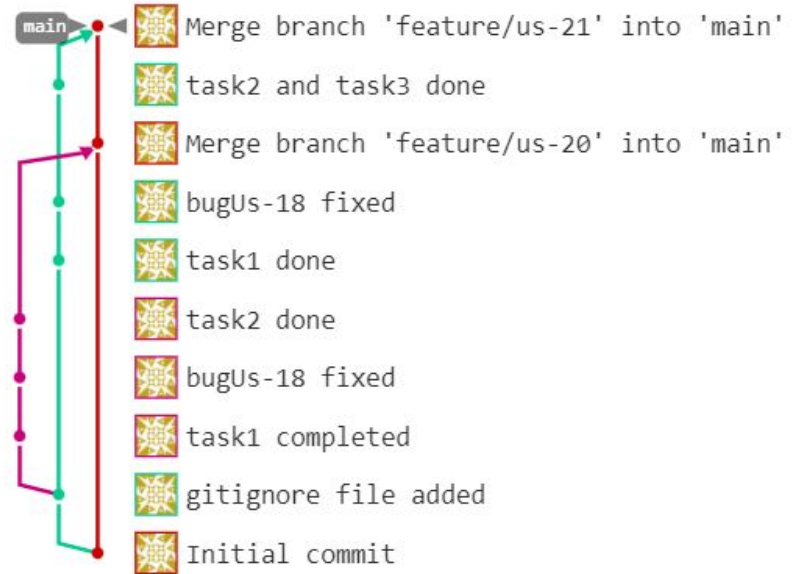 main
Merge branch 'feature/us-21' into 'main'
task2 and task3 done
Merge branch 'feature/us-20' into 'main'
bugUs-18 fixed
task1 done
task2 done
bugUs-18 fixed
task1 completed
gitignore file added
Initial commit